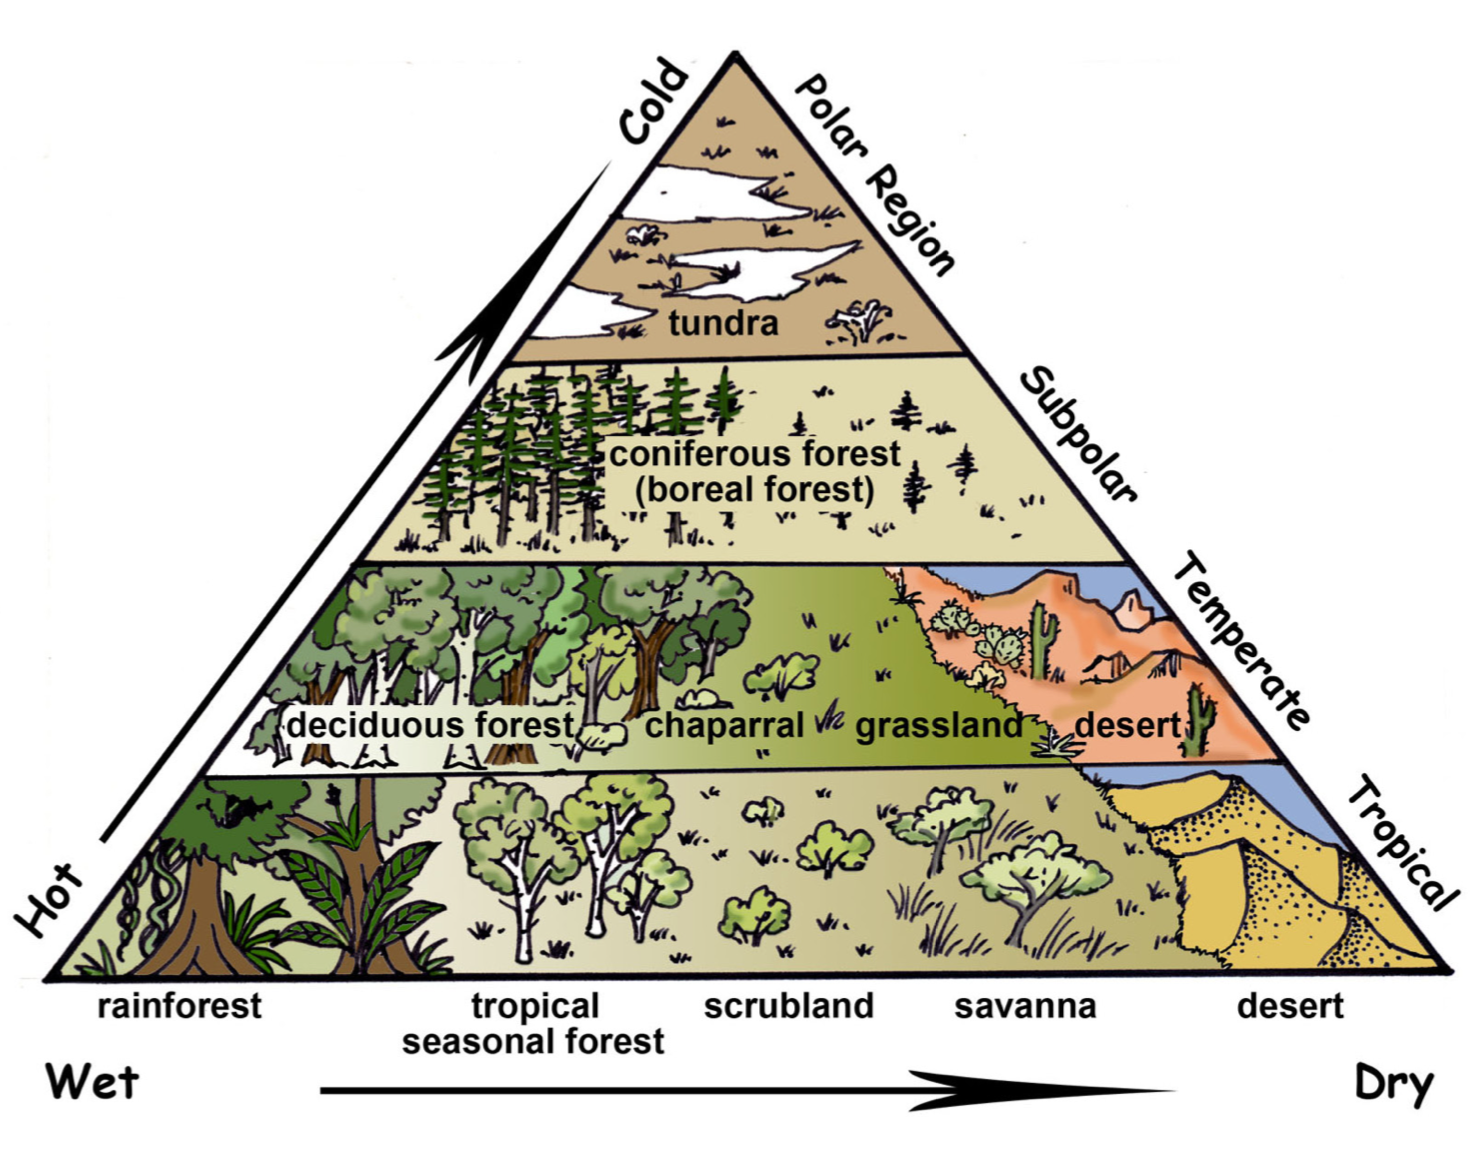 Cold
Polar Region
tundra
Subpolar
coniferous forest
(boreal forest)
Temperate
deciduous forest
chaparral
grassland
desert
Tropical
Hot
rainforest
tropical
seasonal forest
scrubland
savanna
desert
Wet
Dry